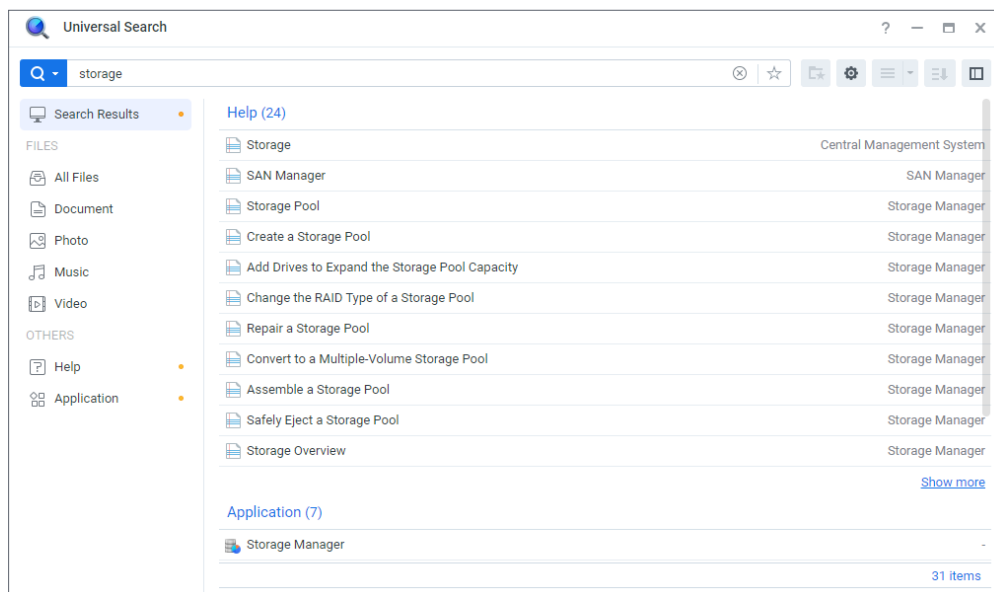 Universal Search
storage
Search Results
FILES
All Files
Document
Photo
Music
Video
OTHERS
Help
Application
Help (24)
Storage Central Management System
SAN Manager SAN Manager
Storage Pool Storage Manager
Create a Storage Pool Storage Manager
Add Drives to Expand the Storage Pool Capacity Storage Manager
Change the RAID Type of a Storage Pool Storage Manager
Repair a Storage Pool Storage Manager
Convert to a Multiple-Volume Storage Pool Storage Manager
Assemble a Storage Pool Storage Manager
Safely Eject a Storage Pool Storage Manager
Storage Overview Storage Manager
Show more
Application (7)
Storage Manager -
31 items